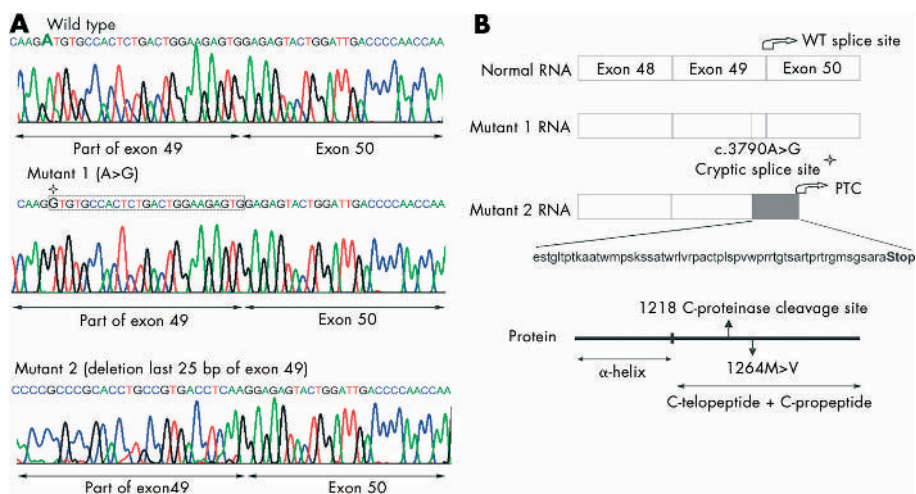 A
Wild type
CAAGATGTGCCACTCTGACTGGAAGAGTGGAGAGTACTGGATTGACCCCAACCAA
Part of exon 49
Exon 50
Mutant 1 (A>G)
CAAGGTGTGCCACTCTGACTGGAAGAGTGGAGAGTACTGGATTGACCCCAACCAA
Part of exon 49
Exon 50
Mutant 2 (deletion last 25 bp of exon 49)
CCCCGCCCGCACCTGCCGTGACCTCAAGGAGAGTACTGGATTGACCCCAACCAA
Part of exon49
Exon 50
B
WT splice site
Normal RNA Exon 48 Exon 49 Exon 50
Mutant 1 RNA
c.3790A>G
Cryptic splice site
PTC
Mutant 2 RNA
estgltptkaatwmpskssatwrlvrpactplspvwprrtgtsartprtrgmsgsaraStop
1218 C-proteinase cleavage site
Protein
α-helix
1264M>V
C-telopeptide + C-propeptide